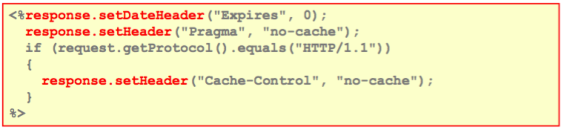 <%response.setDateHeader("Expires", 0);
response.setHeader("Pragma", "no-cache");
if (request.getProtocol().equals("HTTP/1.1"))
{
response.setHeader("Cache-Control", "no-cache");
}
%>